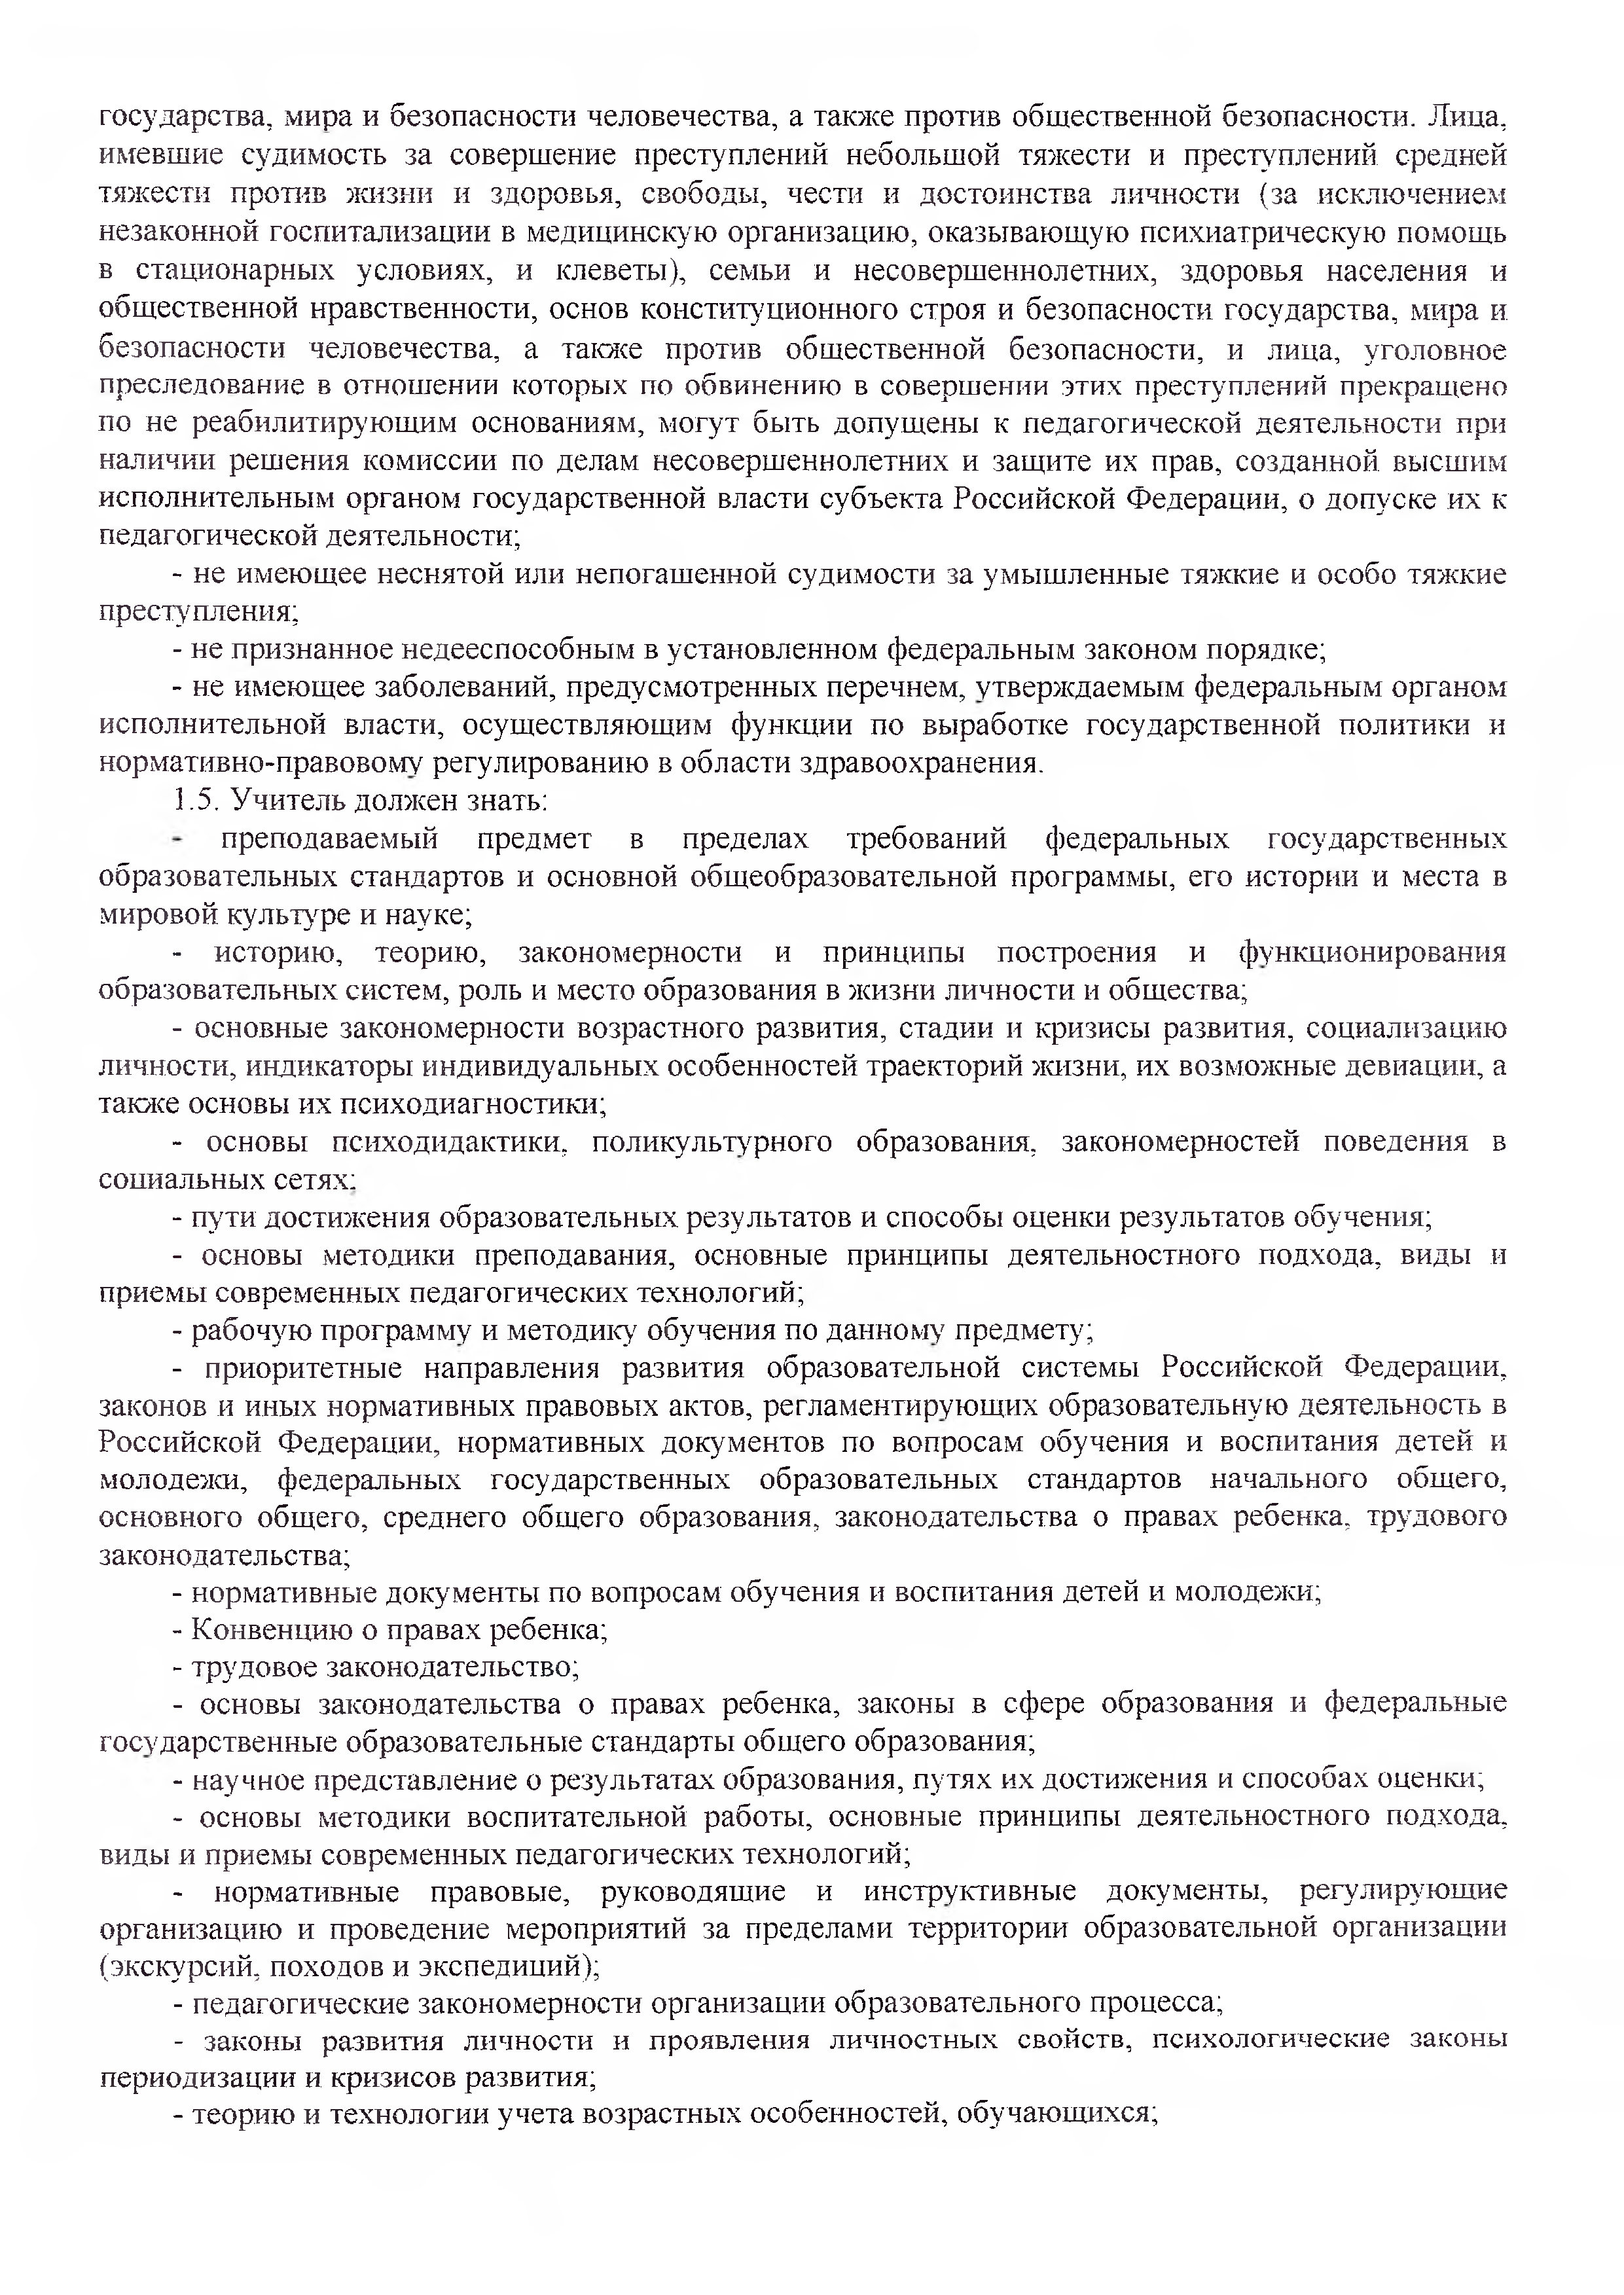 государства, мира и безопасности человечества, а также против общественной безопасности. Лица,
имевшие судимость за совершение преступлений небольшой тяжести и преступлений средней
тяжести против жизни и здоровья, свободы, чести и достоинства личности (за исключением
незаконной госпитализации в медицинскую организацию, оказывающую психиатрическую помощь
в стационарных условиях, и клеветы), семьи и несовершеннолетних, здоровья населения и
общественной нравственности, основ конституционного строя и безопасности государства, мира и
безопасности человечества, а также против общественной безопасности, и лица, уголовное
преследование в отношении которых по обвинению в совершении этих преступлений прекращено
по не реабилитирующим основаниям, могут быть допущены к педагогической деятельности при
наличии решения комиссии по делам несовершеннолетних и защите их прав, созданной высшим
исполнительным органом государственной власти субъекта Российской Федерации, о допуске их к
педагогической деятельности;
- не имеющее неснятой или непогашенной судимости за умышленные тяжкие и особо тяжкие
преступления;
- не признанное недееспособным в установленном федеральным законом порядке;
- не имеющее заболеваний, предусмотренных перечнем, утверждаемым федеральным органом
исполнительной власти, осуществляющим функции по выработке государственной политики и
нормативно-правовому регулированию в области здравоохранения.
1.5. Учитель должен знать:
- преподаваемый предмет в пределах требований федеральных государственных
образовательных стандартов и основной общеобразовательной программы, его истории и места в
мировой культуре и науке;
- историю, теорию, закономерности и принципы построения и функционирования
образовательных систем, роль и место образования в жизни личности и общества;
- основные закономерности возрастного развития, стадии и кризисы развития, социализацию
личности, индикаторы индивидуальных особенностей траекторий жизни, их возможные девиации, а
также основы их психодиагностики;
- основы психодидактики, поликультурного образования, закономерностей поведения в
социальных сетях;
- пути достижения образовательных результатов и способы оценки результатов обучения;
- основы методики преподавания, основные принципы деятельностного подхода, виды и
приемы современных педагогических технологий;
- рабочую программу и методику обучения по данному предмету;
- приоритетные направления развития образовательной системы Российской Федерации,
законов и иных нормативных правовых актов, регламентирующих образовательную деятельность в
Российской Федерации, нормативных документов по вопросам обучения и воспитания детей и
молодежи, федеральных государственных образовательных стандартов начального общего,
основного общего, среднего общего образования, законодательства о правах ребенка, трудового
законодательства;
- нормативные документы по вопросам обучения и воспитания детей и молодежи;
- Конвенцию о правах ребенка;
- трудовое законодательство;
- основы законодательства о правах ребенка, законы в сфере образования и федеральные
государственные образовательные стандарты общего образования;
- научное представление о результатах образования, путях их достижения и способах оценки;
- основы методики воспитательной работы, основные принципы деятельностного подхода,
виды и приемы современных педагогических технологий;
- нормативные правовые, руководящие и инструктивные документы, регулирующие
организацию и проведение мероприятий за пределами территории образовательной организации
(экскурсий, походов и экспедиций);
- педагогические закономерности организации образовательного процесса;
- законы развития личности и проявления личностных свойств, психологические законы
периодизации и кризисов развития;
- теорию и технологии учета возрастных особенностей, обучающихся;